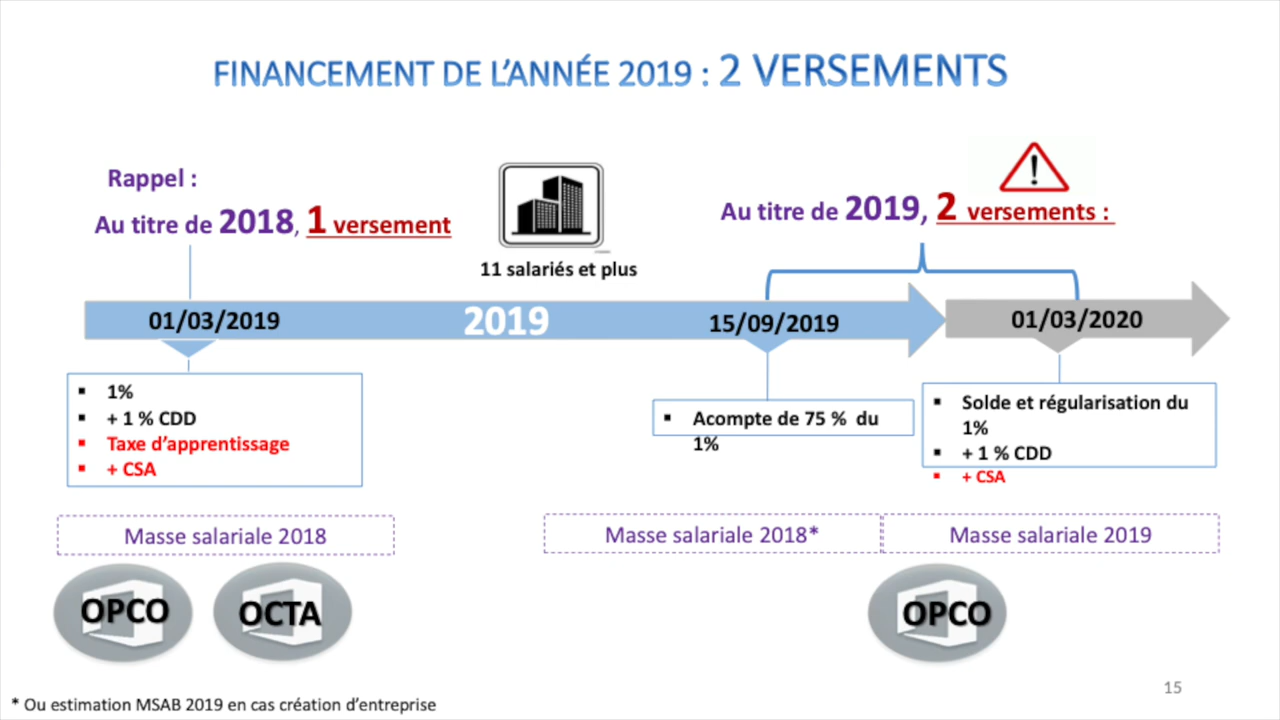 FINANCEMENT DE L'ANNÉE 2019 : 2 VERSEMENTS
Rappel :
Au titre de 2018, 1 versement
11 salariés et plus
Au titre de 2019, 2 versements :
01/03/2019
2019
15/09/2019
01/03/2020
▪ 1%
▪ + 1 % CDD
▪ Taxe d'apprentissage
▪ + CSA
▪ Acompte de 75 % du
1%
▪ Solde et régularisation du
1%
▪ + 1 % CDD
▪ + CSA
Masse salariale 2018
Masse salariale 2018*
Masse salariale 2019
OPCO
OCTA
OPCO
15
* Ou estimation MSAB 2019 en cas création d'entreprise